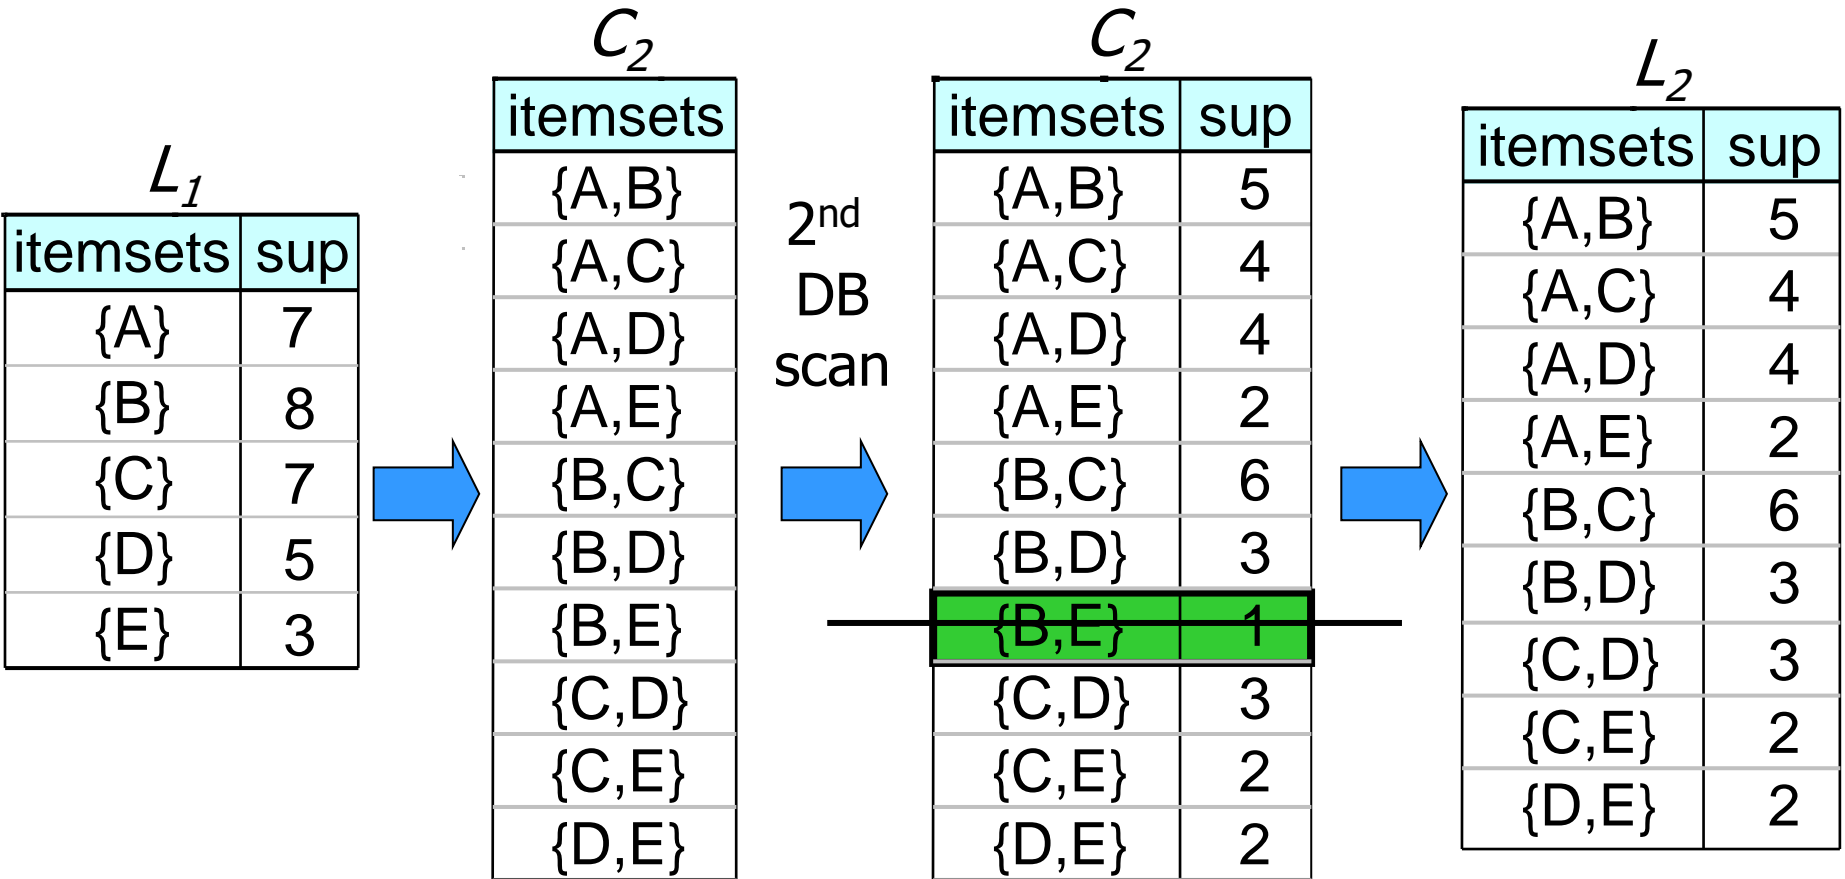 L1
itemsets sup
{A} 7
{B} 8
{C} 7
{D} 5
{E} 3
C2
itemsets
{A,B}
{A,C}
{A,D}
{A,E}
{B,C}
{B,D}
{B,E}
{C,D}
{C,E}
{D,E}
2nd
DB
scan
C2
itemsets sup
{A,B} 5
{A,C} 4
{A,D} 4
{A,E} 2
{B,C} 6
{B,D} 3
{B,E} 1
{C,D} 3
{C,E} 2
{D,E} 2
L2
itemsets sup
{A,B} 5
{A,C} 4
{A,D} 4
{A,E} 2
{B,C} 6
{B,D} 3
{C,D} 3
{C,E} 2
{D,E} 2